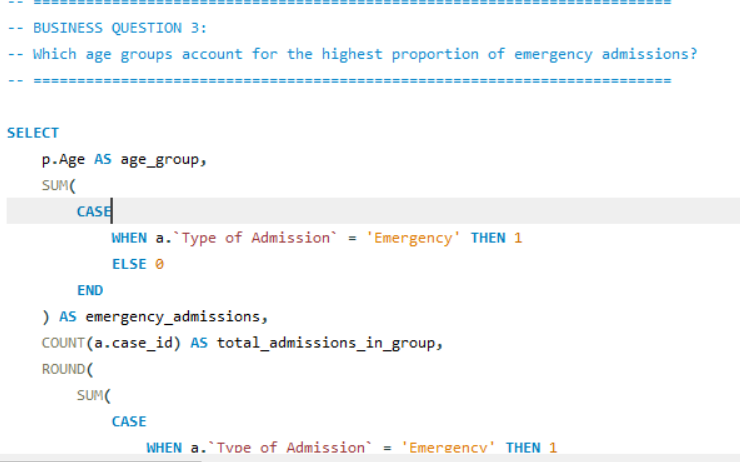 -- ==========================================================================
-- BUSINESS QUESTION 3:
-- Which age groups account for the highest proportion of emergency admissions?
-- ==========================================================================
SELECT
p.Age AS age_group,
SUM(
CASE
WHEN a.`Type of Admission` = 'Emergency' THEN 1
ELSE 0
END
) AS emergency_admissions,
COUNT(a.case_id) AS total_admissions_in_group,
ROUND(
SUM(
CASE
WHEN a.`Type of Admission` = 'Emergency' THEN 1